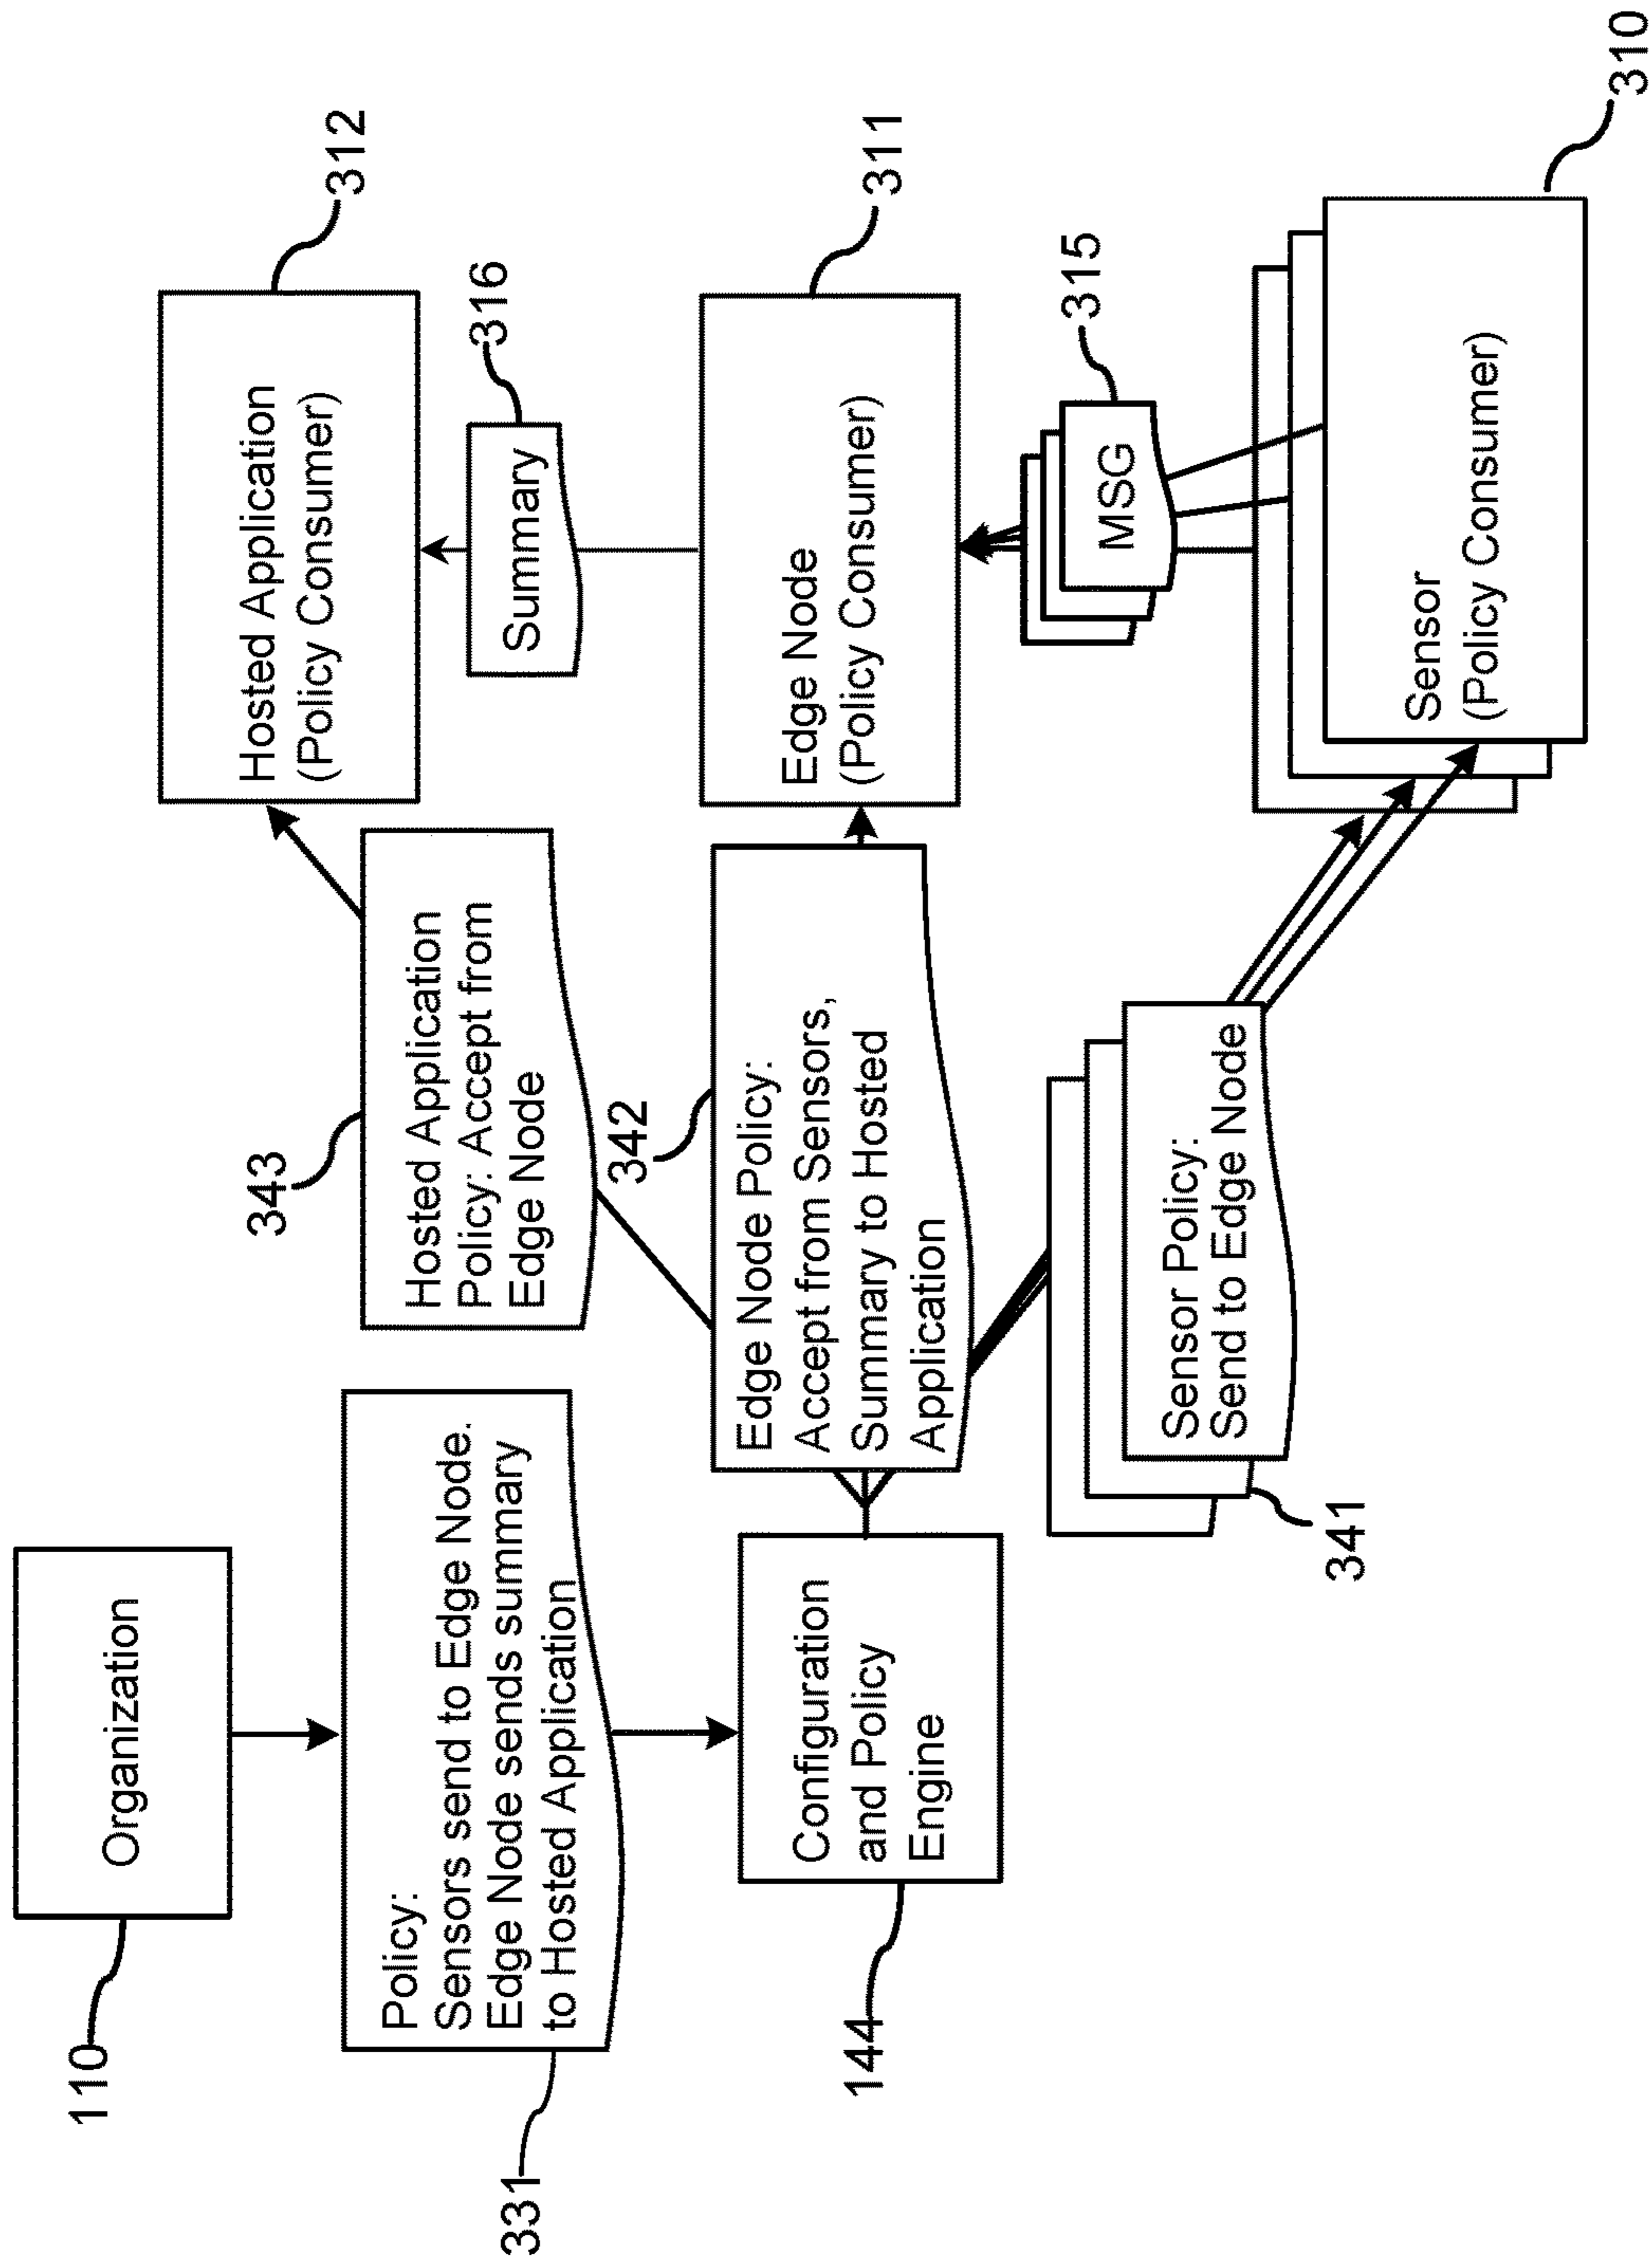 110
Organization
331
Policy:
Sensors send to Edge Node.
Edge Node sends summary
to Hosted Application
144
Configuration
and Policy
Engine
343
Hosted Application
Policy: Accept from
Edge Node
342
Edge Node Policy:
Accept from Sensors,
Summary to Hosted
Application
341
Sensor Policy:
Send to Edge Node
Hosted Application
(Policy Consumer)
312
Summary
316
Edge Node
(Policy Consumer)
311
MSG
315
Sensor
(Policy Consumer)
310